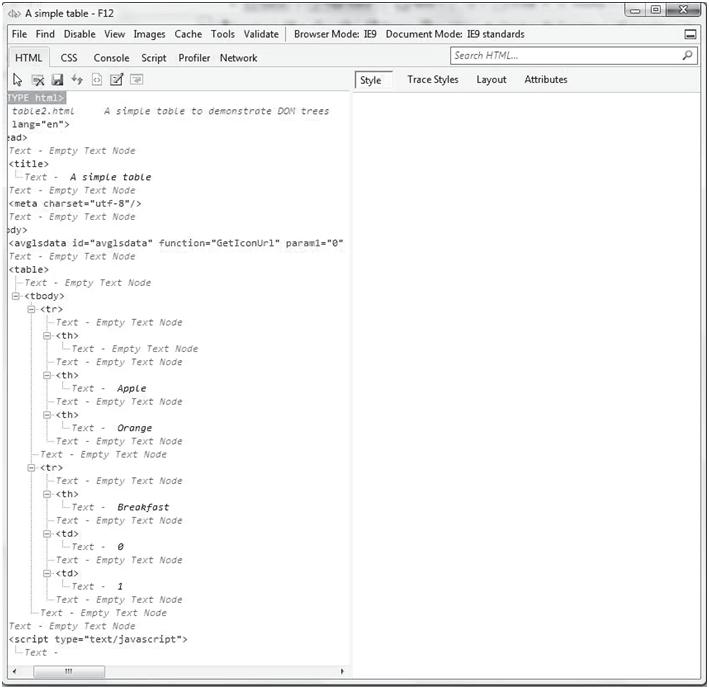 A simple table - F12
File Find Disable View Images Cache Tools Validate Browser Mode: IE9 Document Mode: IE9 standards
HTML CSS Console Script Profiler Network Search HTML...
Style Trace Styles Layout Attributes
TYPE html>
table2.html A simple table to demonstrate DOM trees
lang="en">
ead>
Text - Empty Text Node
<title>
Text - A simple table
Text - Empty Text Node
<meta charset="utf-8"/>
Text - Empty Text Node
ody>
<avglsdata id="avglsdata" function="GetIconUrl" param1="0"
Text - Empty Text Node
<table>
Text - Empty Text Node
<tbody>
<tr>
Text - Empty Text Node
<th>
Text - Empty Text Node
Text - Empty Text Node
<th>
Text - Apple
Text - Empty Text Node
<th>
Text - Orange
Text - Empty Text Node
Text - Empty Text Node
<tr>
Text - Empty Text Node
<th>
Text - Breakfast
Text - Empty Text Node
<td>
Text - 0
Text - Empty Text Node
<td>
Text - 1
Text - Empty Text Node
Text - Empty Text Node
Text - Empty Text Node
<script type="text/javascript">
Text -